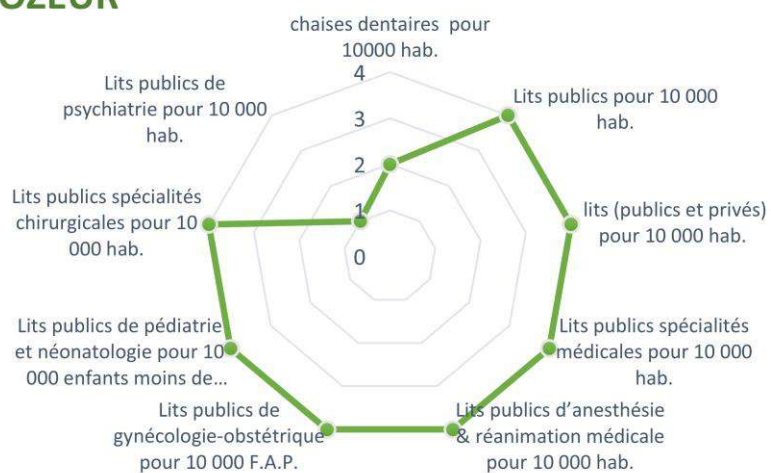 OZEUR
chaises dentaires pour
10000 hab.
Lits publics pour 10 000
hab.
lits (publics et privés)
pour 10 000 hab.
Lits publics spécialités
médicales pour 10 000
hab.
Lits publics d’anesthésie
& réanimation médicale
pour 10 000 hab.
Lits publics de
gynécologie-obstétrique
pour 10 000 F.A.P.
Lits publics de pédiatrie
et néonatologie pour 10
000 enfants moins de…
Lits publics spécialités
chirurgicales pour 10
000 hab.
Lits publics de
psychiatrie pour 10 000
hab.
4
3
2
1
0